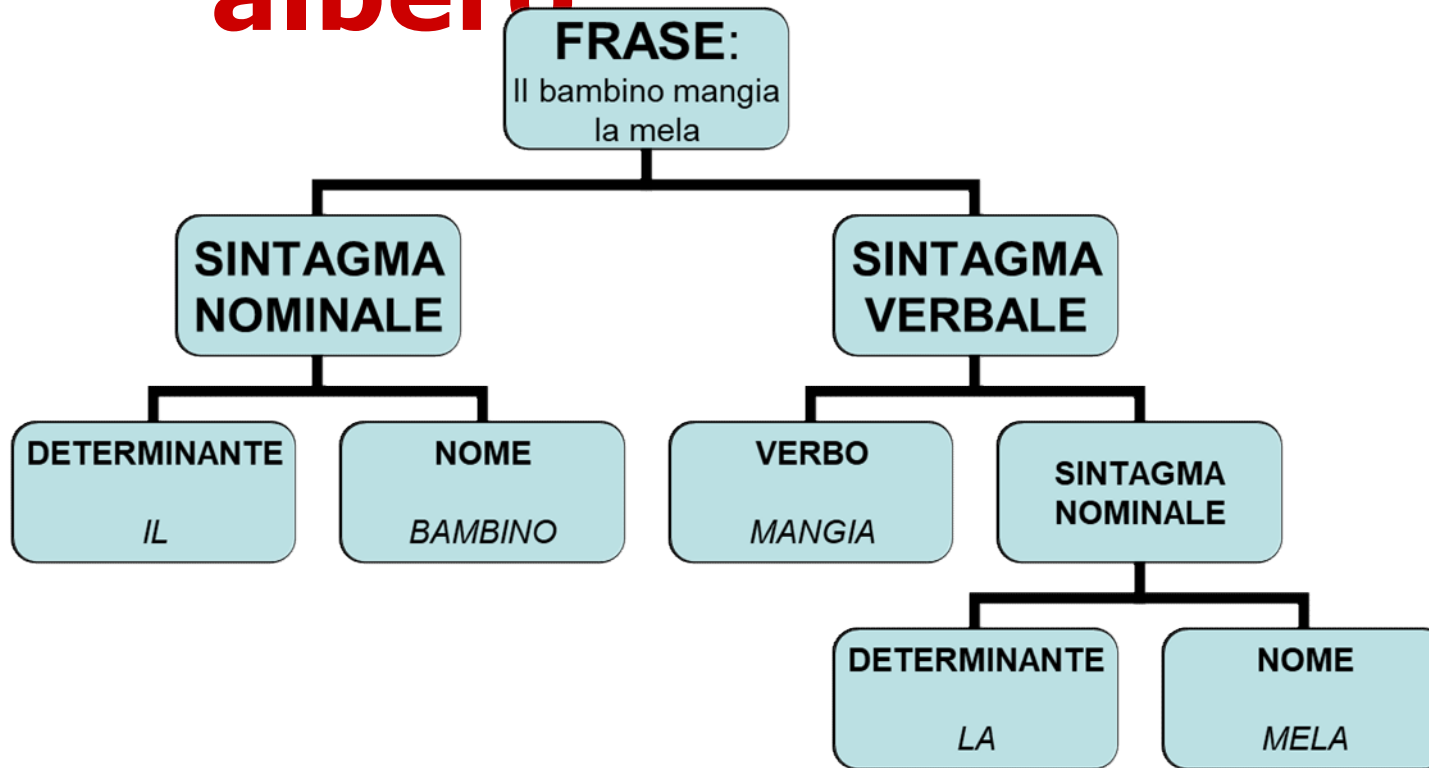 albero
FRASE:
Il bambino mangia
la mela
SINTAGMA
NOMINALE
SINTAGMA
VERBALE
DETERMINANTE
IL
NOME
BAMBINO
VERBO
MANGIA
SINTAGMA
NOMINALE
DETERMINANTE
LA
NOME
MELA